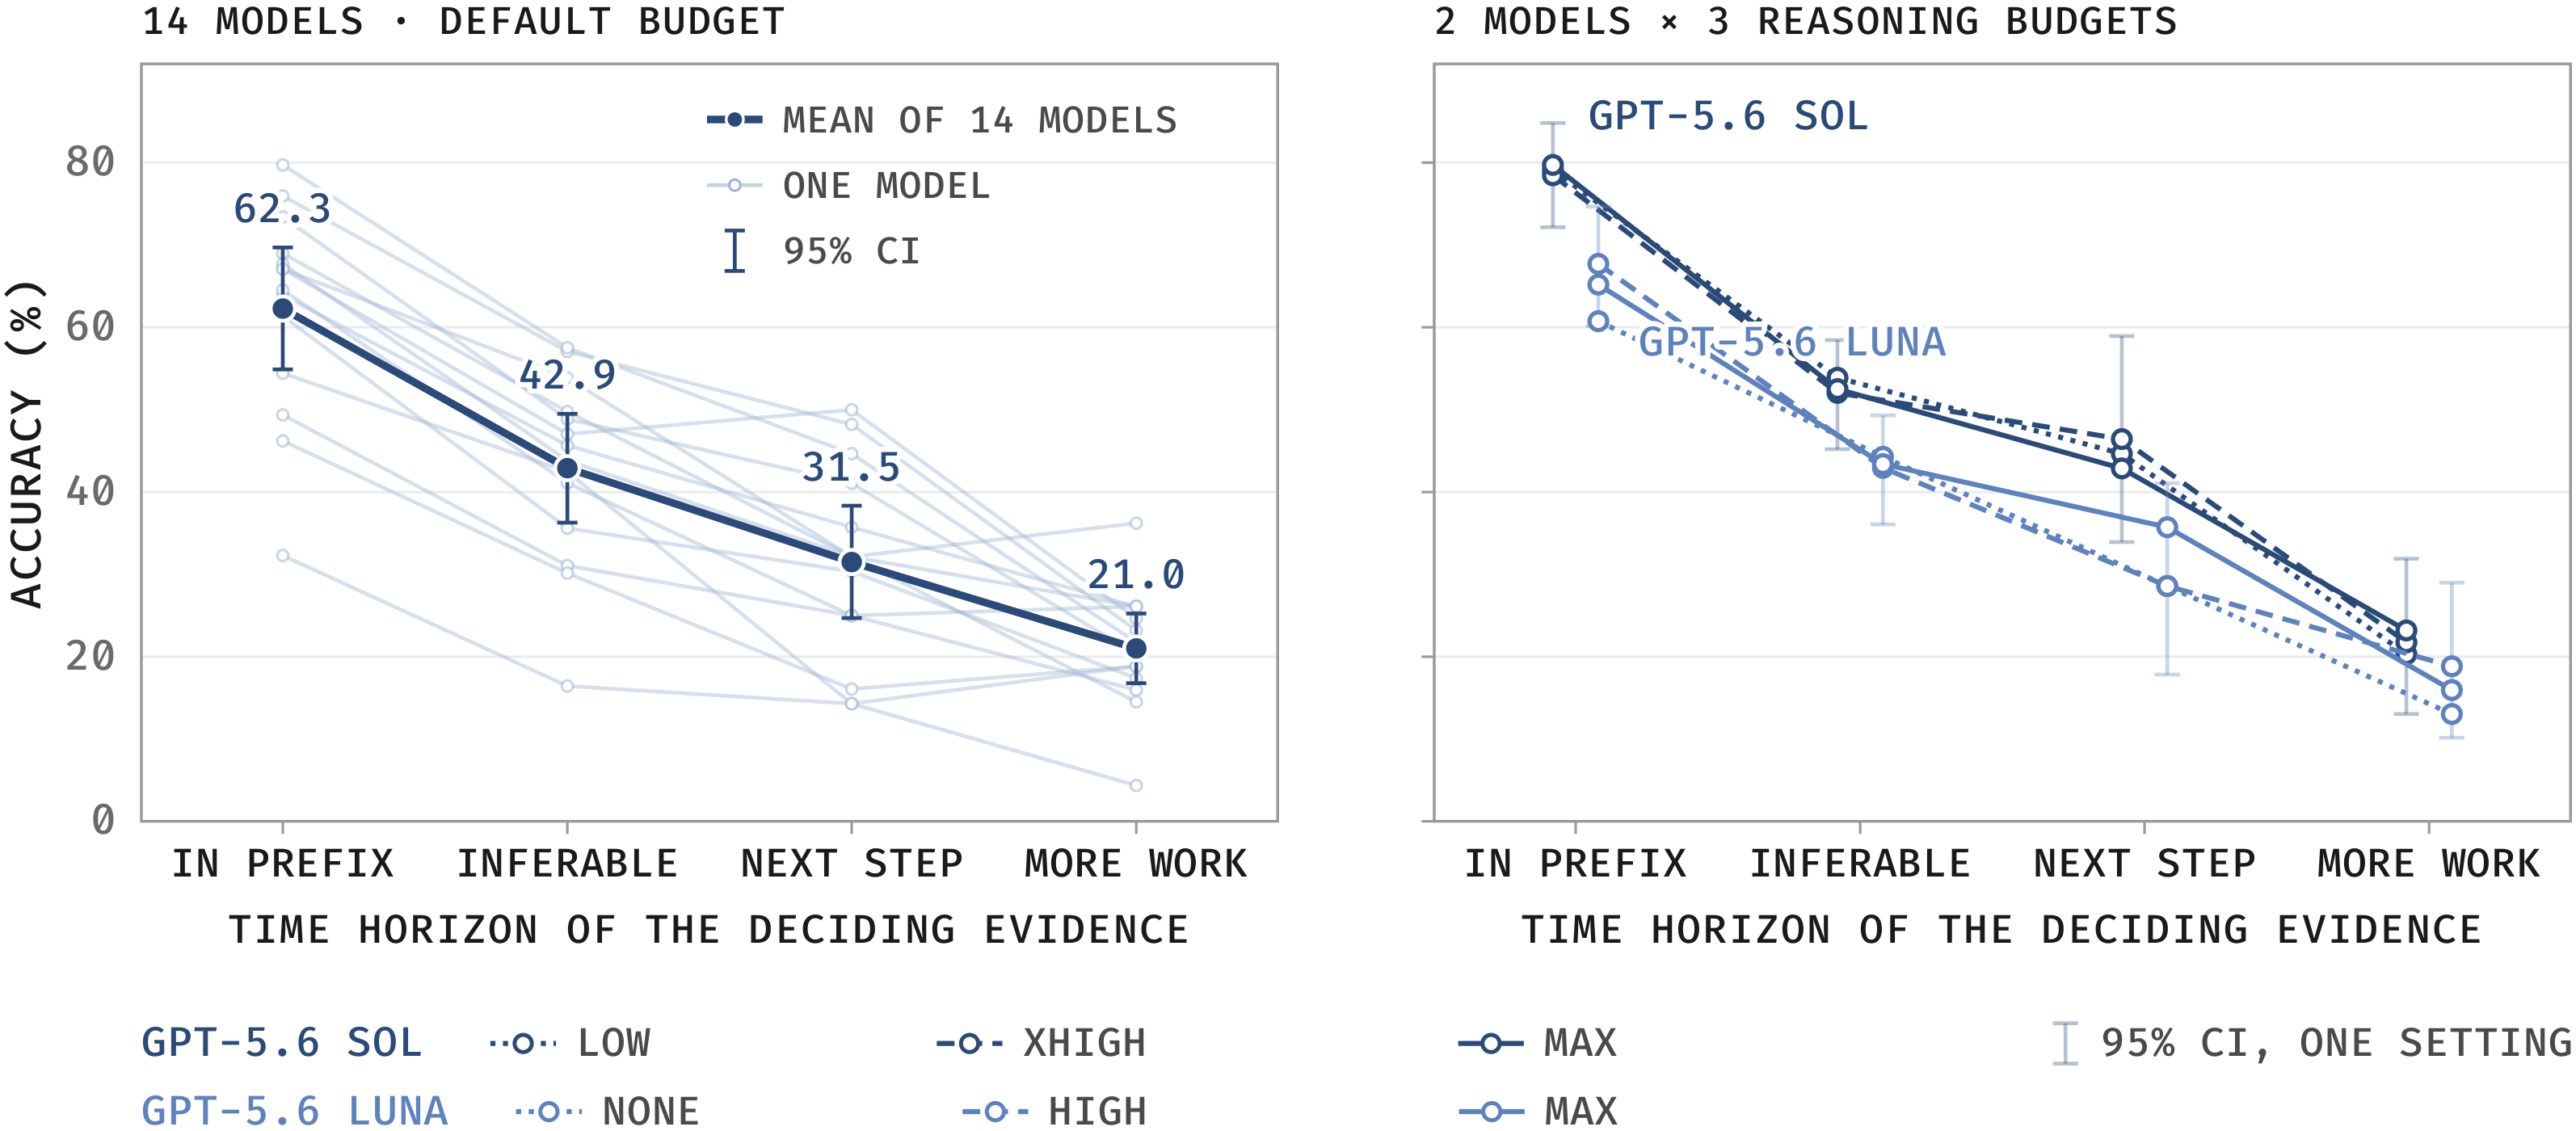 14 MODELS · DEFAULT BUDGET
2 MODELS × 3 REASONING BUDGETS
MEAN OF 14 MODELS
ONE MODEL
95% CI
62.3
42.9
31.5
21.0
GPT-5.6 SOL
GPT-5.6 LUNA
ACCURACY (%)
80
60
40
20
0
IN PREFIX INFERABLE NEXT STEP MORE WORK
TIME HORIZON OF THE DECIDING EVIDENCE
IN PREFIX INFERABLE NEXT STEP MORE WORK
TIME HORIZON OF THE DECIDING EVIDENCE
GPT-5.6 SOL LOW XHIGH MAX 95% CI, ONE SETTING
GPT-5.6 LUNA NONE HIGH MAX